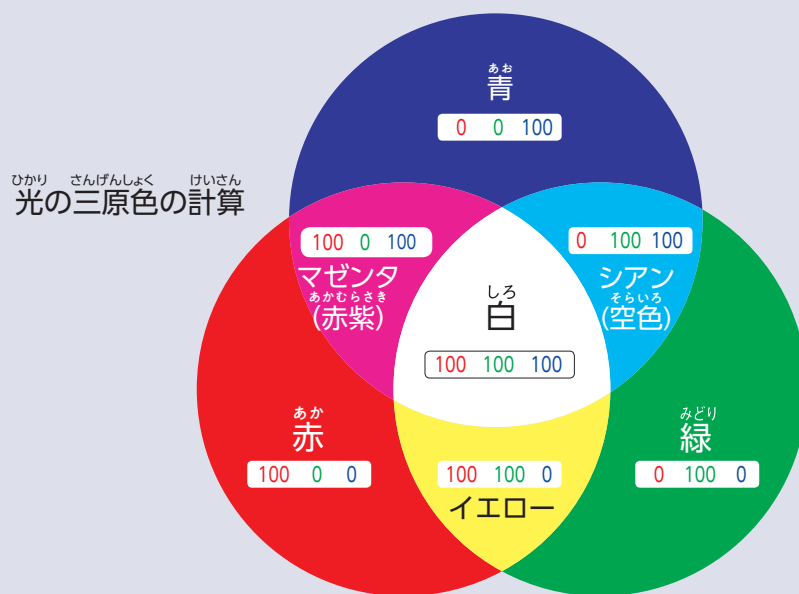 あお
青
0 0 100
ひかり さんげんしょく けいさん
光の三原色の計算
100 0 100
マゼンタ
あかむらさき
(赤紫)
0 100 100
シアン
そらいろ
(空色)
しろ
白
100 100 100
あか
赤
100 0 0
100 100 0
イエロー
みどり
緑
0 100 0